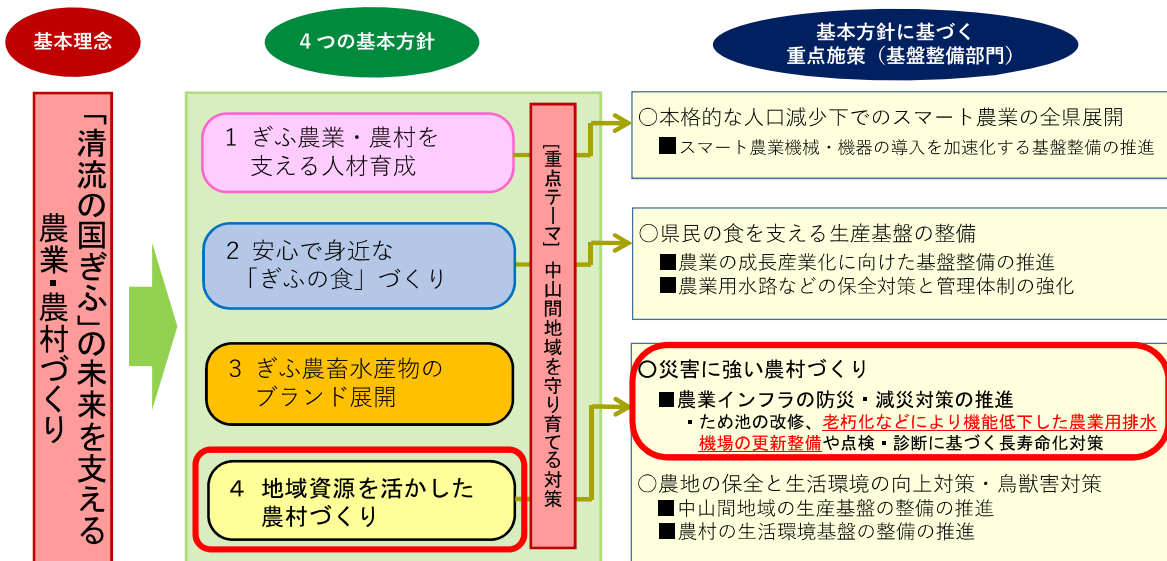 基本理念
4つの基本方針
基本方針に基づく
重点施策（基盤整備部門）
「清流の国ぎふ」の未来を支える
農業・農村づくり
1 ぎふ農業・農村を
支える人材育成
2 安心で身近な
「ぎふの食」づくり
3 ぎふ農畜水産物の
ブランド展開
4 地域資源を活かした
農村づくり
［重点テーマ］中山間地域を守り育てる対策
○本格的な人口減少下でのスマート農業の全県展開
■スマート農業機械・機器の導入を加速化する基盤整備の推進
○県民の食を支える生産基盤の整備
■農業の成長産業化に向けた基盤整備の推進
■農業用水路などの保全対策と管理体制の強化
○災害に強い農村づくり
■農業インフラの防災・減災対策の推進
・ため池の改修、老朽化などにより機能低下した農業用排水
機場の更新整備や点検・診断に基づく長寿命化対策
○農地の保全と生活環境の向上対策・鳥獣害対策
■中山間地域の生産基盤の整備の推進
■農村の生活環境基盤の整備の推進